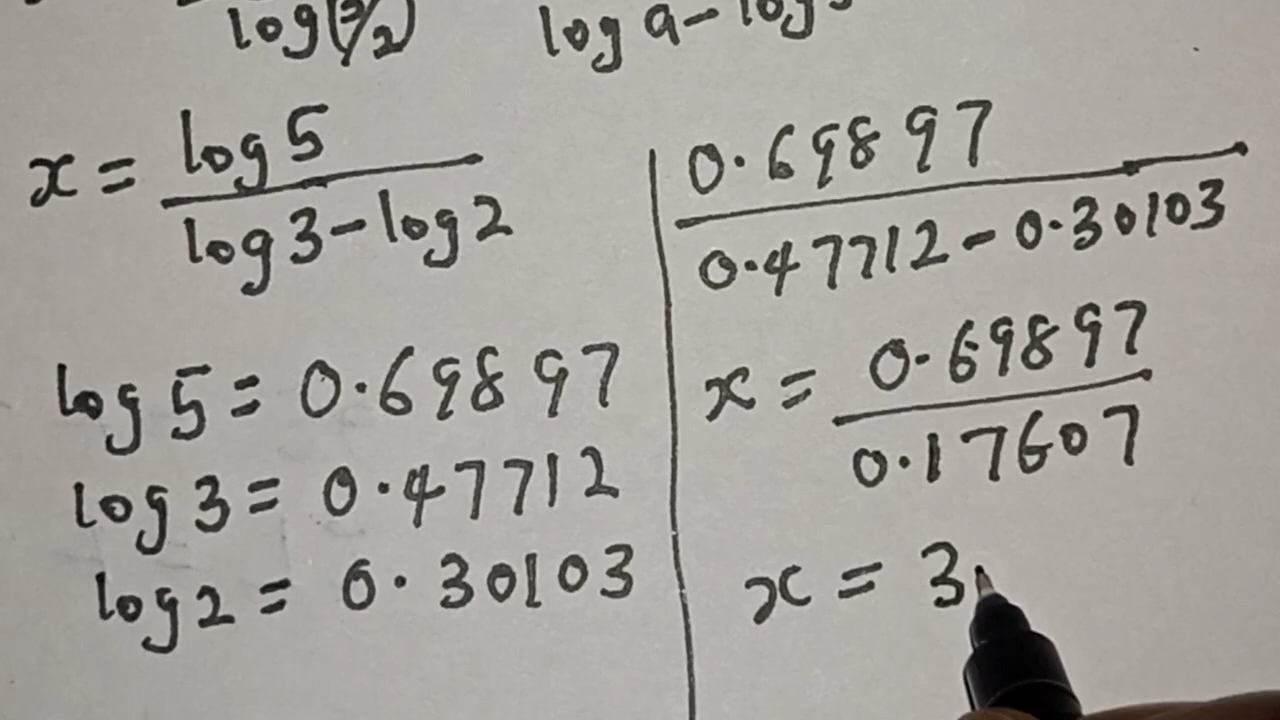 log(3/2) log a - log
x = log 5 / log 3 - log 2
log 5 = 0.69897
log 3 = 0.47712
log 2 = 0.30103
0.69897 / 0.47712 - 0.30103
x = 0.69897 / 0.17607
x = 3.